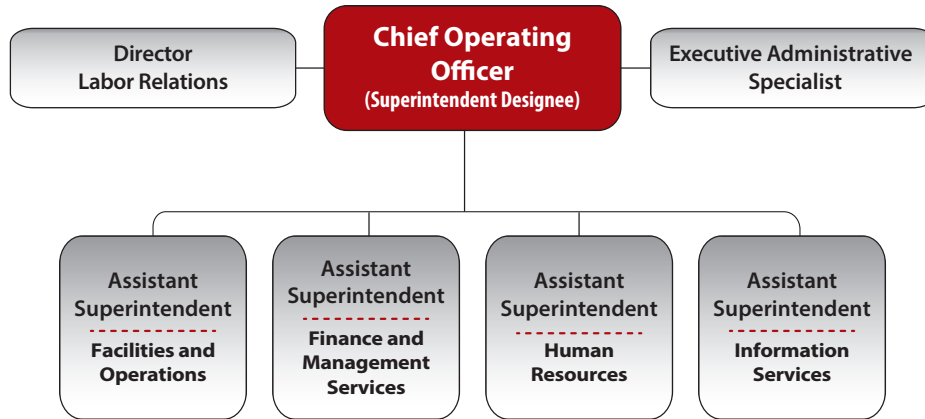 Director
Labor Relations
Chief Operating
Officer
(Superintendent Designee)
Executive Administrative
Specialist
Assistant
Superintendent
Facilities and
Operations
Assistant
Superintendent
Finance and
Management
Services
Assistant
Superintendent
Human
Resources
Assistant
Superintendent
Information
Services